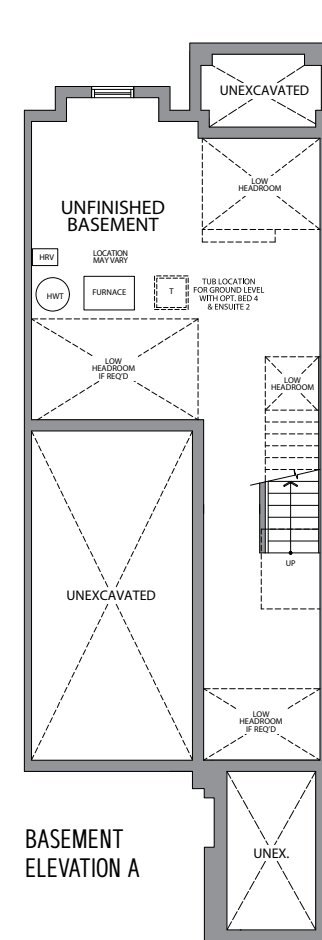 UNEXCAVATED
LOW
HEADROOM
UNFINISHED
BASEMENT
HRV
LOCATION
MAY VARY
HWT
FURNACE
T
TUB LOCATION
FOR GROUND LEVEL
WITH OPT. BED 4
& ENSUITE 2
LOW
HEADROOM
IF REQ'D
LOW
HEADROOM
UP
UNEXCAVATED
LOW
HEADROOM
IF REQ'D
BASEMENT
ELEVATION A
UNEX.